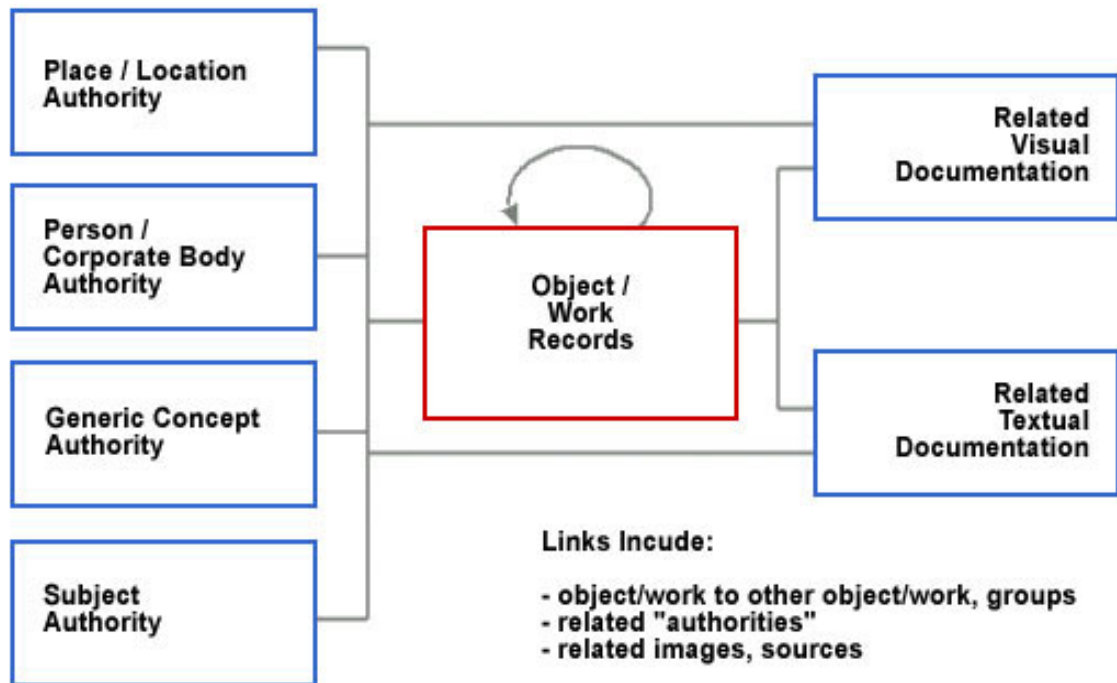 Place / Location
Authority
Person /
Corporate Body
Authority
Generic Concept
Authority
Subject
Authority
Object /
Work
Records
Related
Visual
Documentation
Related
Textual
Documentation
Links Incude:
- object/work to other object/work, groups
- related "authorities"
- related images, sources